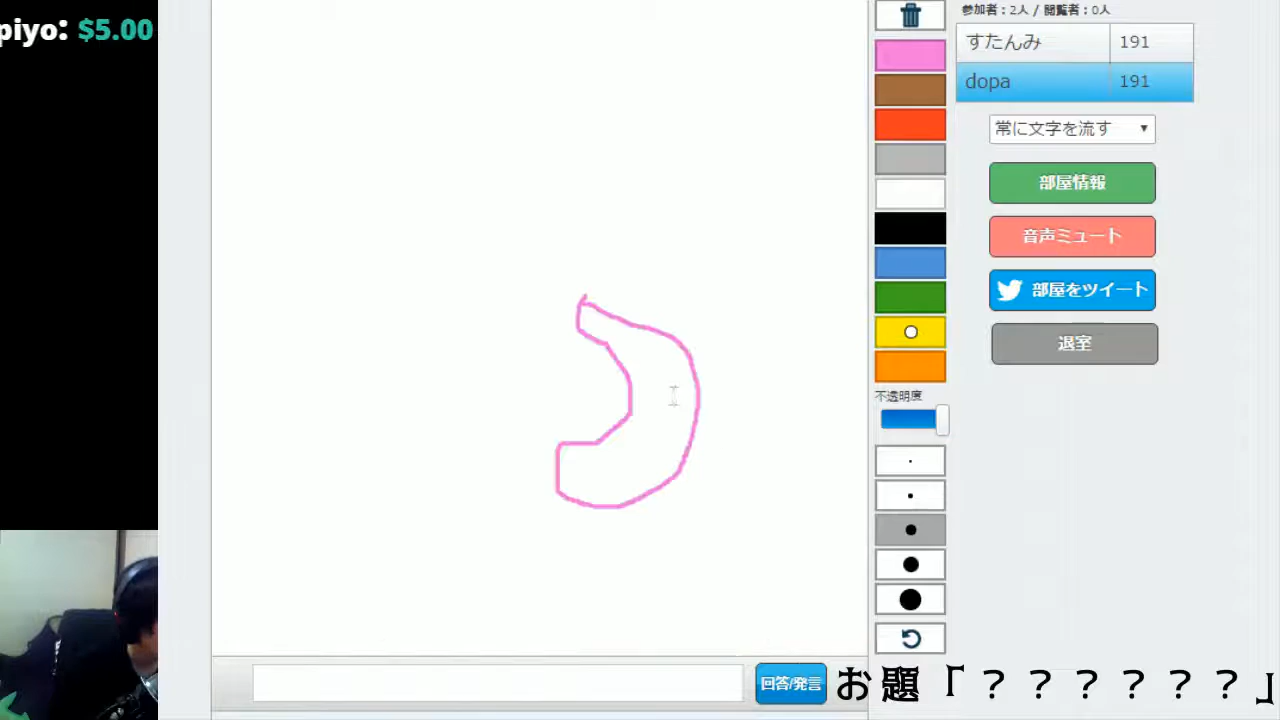 piyo: $5.00
参加者：2人 / 閲覧者：0人
すたんみ 191
dopa 191
常に文字を流す
部屋情報
音声ミュート
部屋をツイート
退室
不透明度
回答/発言
お題「？？？？？？」